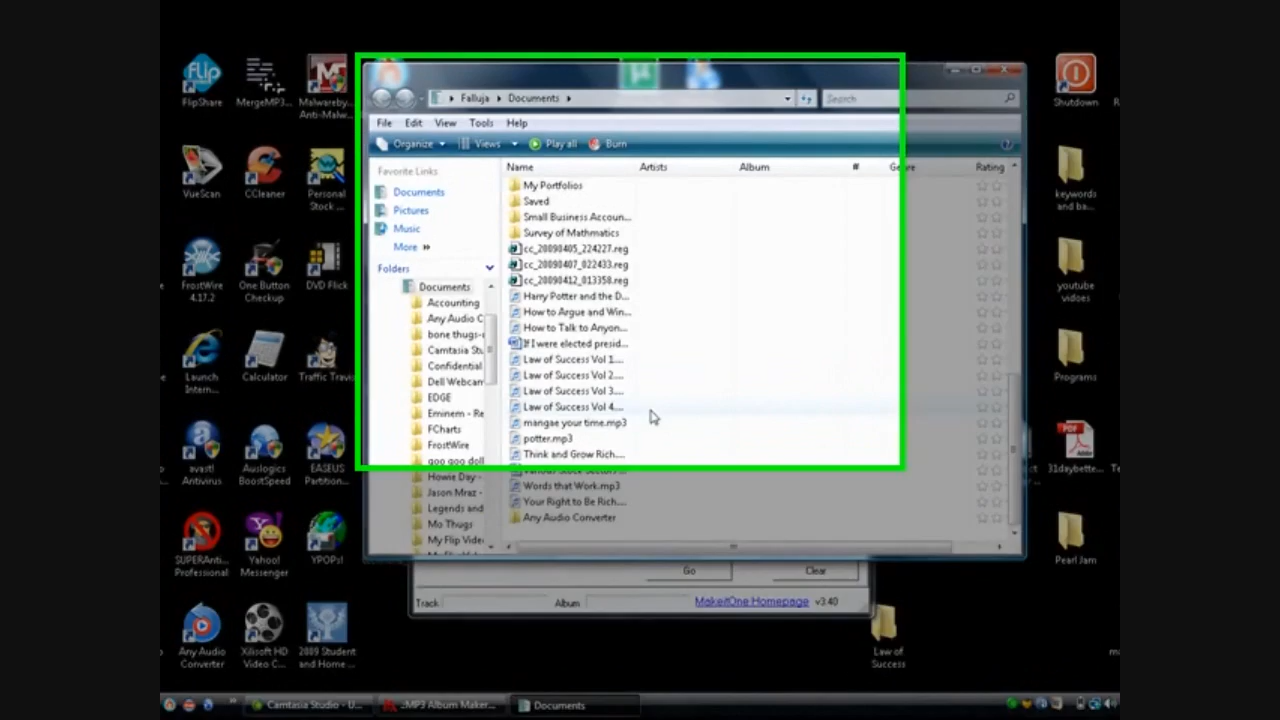 FlipShare
MergeMP3...
Malwareby...
Anti-Malw...
VueScan
CCleaner
Personal
Stock ...
FrostWire
4.17.2
One Button
Checkup
DVD Flick
Launch
Intern...
Calculator
Traffic Travis
avast!
Antivirus
Auslogics
BoostSpeed
EASEUS
Partition...
SUPERAnti...
Professional
Yahoo!
Messenger
YPOPs!
Any Audio
Converter
Xilisoft HD
Video C...
2009 Student
and Home ...
Falluja
Documents
Search
File Edit View Tools Help
Organize Views Play all Burn
Favorite Links
Documents
Pictures
Music
More »
Folders
Documents
Accounting
Any Audio C
bone thugs-
Camtasia Stu
Confidential
Dell Webcam
EDGE
Eminem - Re
FCharts
FrostWire
goo goo doll
Howie Day -
Jason Mraz -
Legends and
Mo Thugs
My Flip Vide
Name Artists Album # Genre Rating
My Portfolios
Saved
Small Business Accoun...
Survey of Mathmatics
cc_20090405_224227.reg
cc_20090407_022433.reg
cc_20090412_013358.reg
Harry Potter and the D...
How to Argue and Win...
How to Talk to Anyon...
If I were elected presid...
Law of Success Vol 1....
Law of Success Vol 2....
Law of Success Vol 3....
Law of Success Vol 4....
mangae your time.mp3
potter.mp3
Think and Grow Rich....
Words that Work.mp3
Your Right to Be Rich....
Any Audio Converter
Go Clear
Track Album MakeitOne Homepage v3.40
Shutdown
keywords
and ba...
youtube
vidoes
Programs
PDF
Adobe
31daybette...
Pearl Jam
Law of
Success
Camtasia Studio - U...
:MP3 Album Maker...
Documents